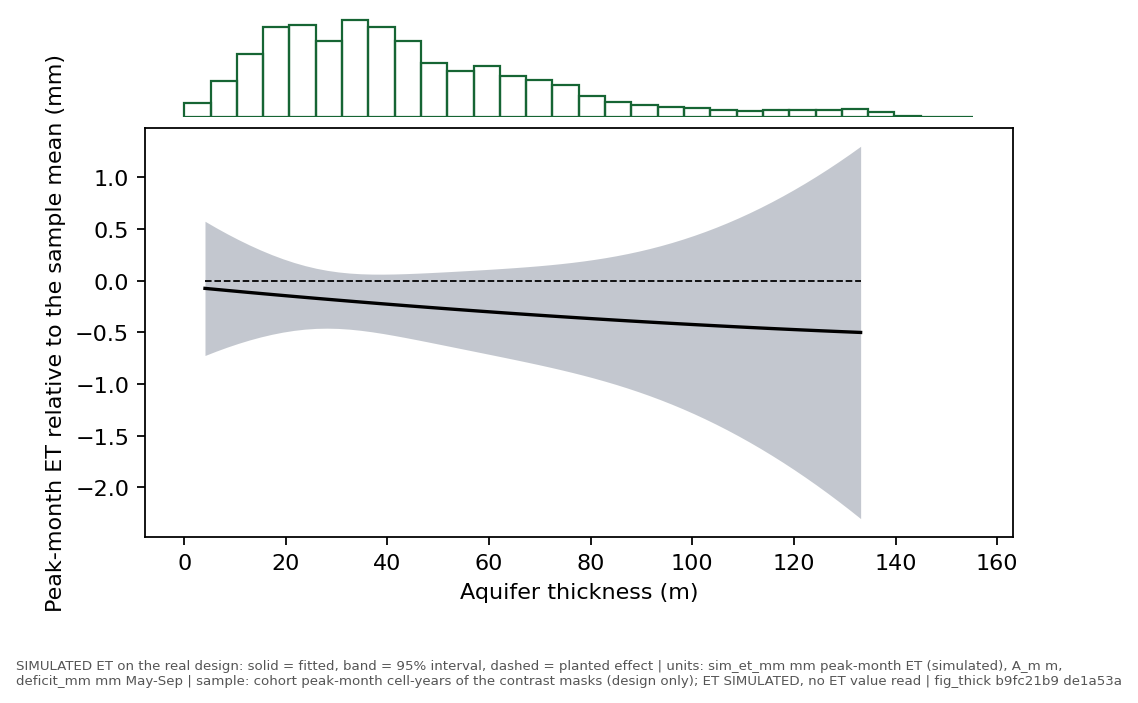 Peak-month ET relative to the sample mean (mm)
1.0
0.5
0.0
−0.5
−1.0
−1.5
−2.0
0 20 40 60 80 100 120 140 160
Aquifer thickness (m)
SIMULATED ET on the real design: solid = fitted, band = 95% interval, dashed = planted effect | units: sim_et_mm mm peak-month ET (simulated), A_m m,
deficit_mm mm May-Sep | sample: cohort peak-month cell-years of the contrast masks (design only); ET SIMULATED, no ET value read | fig_thick b9fc21b9 de1a53a